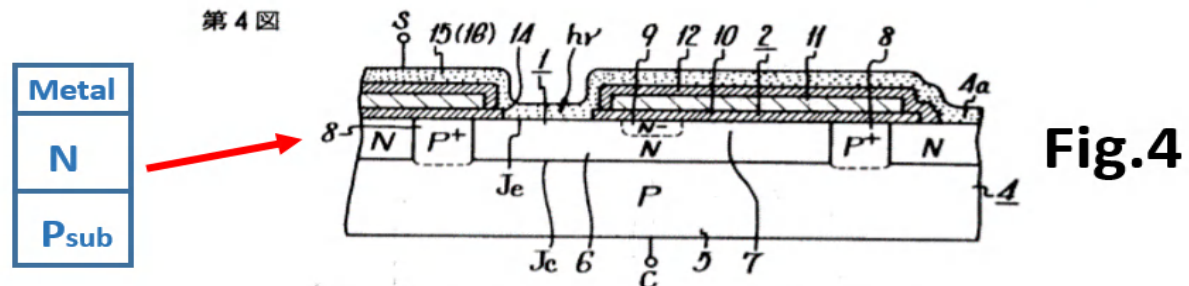 第4図
S
15(16) 14 1 hν 9 12 10 2 11 8
4a
Metal
N
Psub
8
N P+ N- N P+ N
Je
P
4
Jc 6 C 5 7
Fig.4